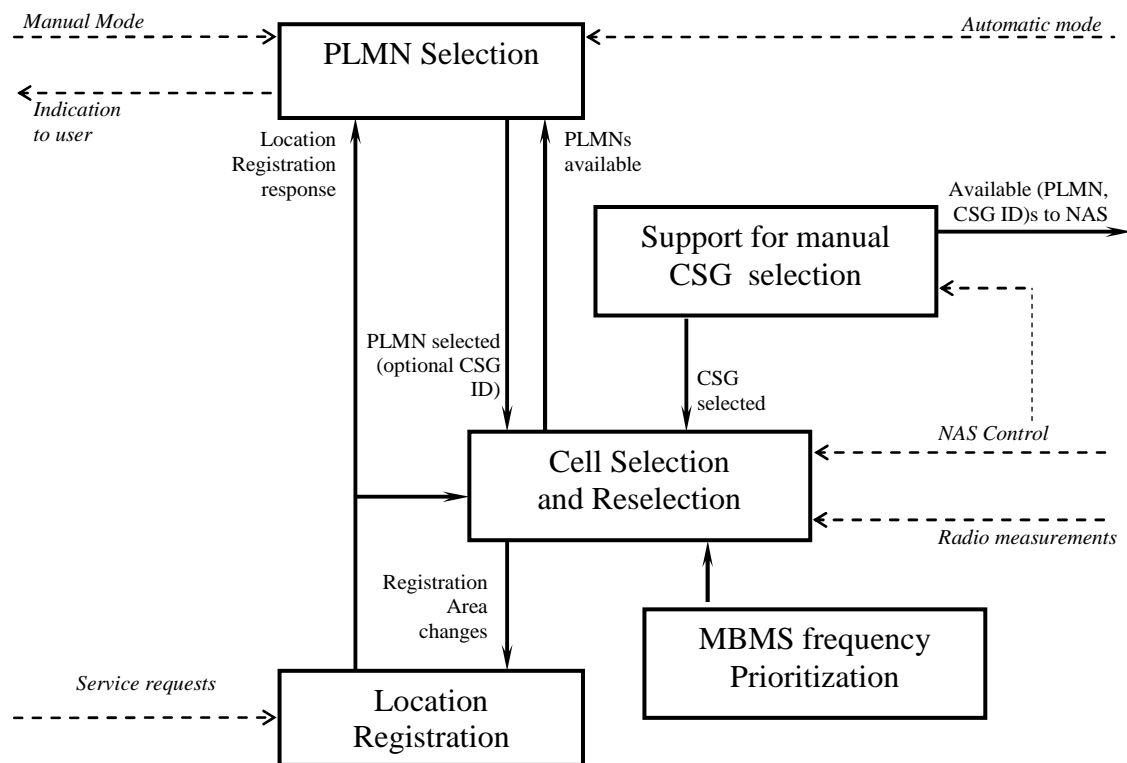 Manual Mode
PLMN Selection
Automatic mode
Indication
to user
Location
Registration
response
PLMNs
available
Available (PLMN,
CSG ID)s to NAS
Support for manual
CSG selection
PLMN selected
(optional CSG
ID)
CSG
selected
NAS Control
Cell Selection
and Reselection
Radio measurements
Registration
Area
changes
MBMS frequency
Prioritization
Service requests
Location
Registration